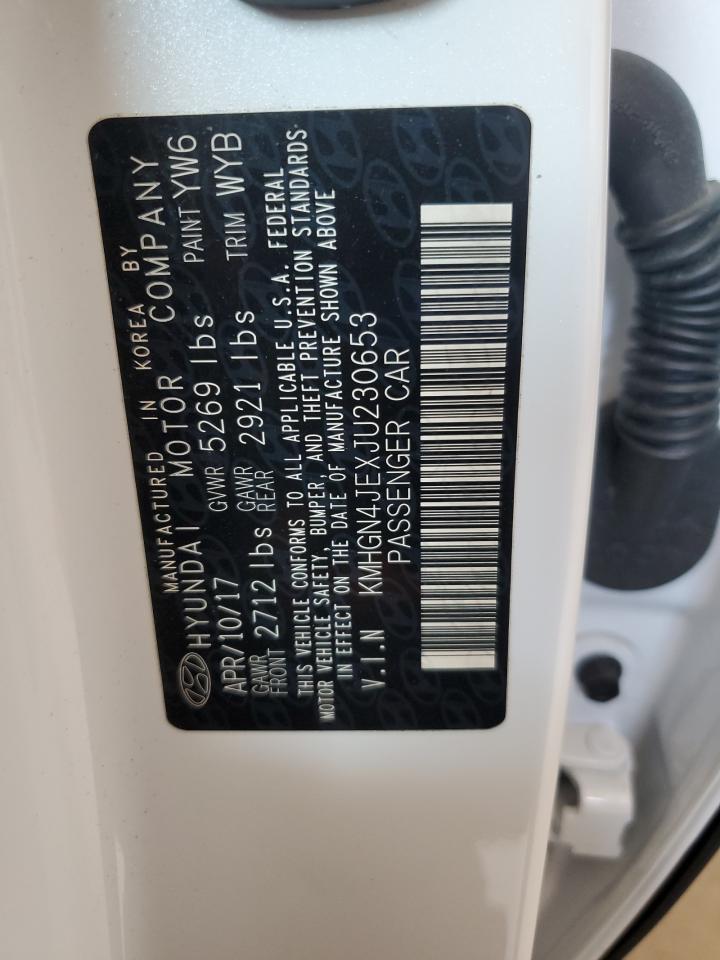 MANUFACTURED IN KOREA BY
HYUNDAI MOTOR COMPANY
APR/10/17 GVWR 5269 lbs PAINT YW6
GAWR FRONT 2712 lbs GAWR REAR 2921 lbs TRIM WYB
THIS VEHICLE CONFORMS TO ALL APPLICABLE U.S.A. FEDERAL
MOTOR VEHICLE SAFETY, BUMPER, AND THEFT PREVENTION STANDARDS
IN EFFECT ON THE DATE OF MANUFACTURE SHOWN ABOVE
V.I.N KMHGN4JEXJU230653
PASSENGER CAR